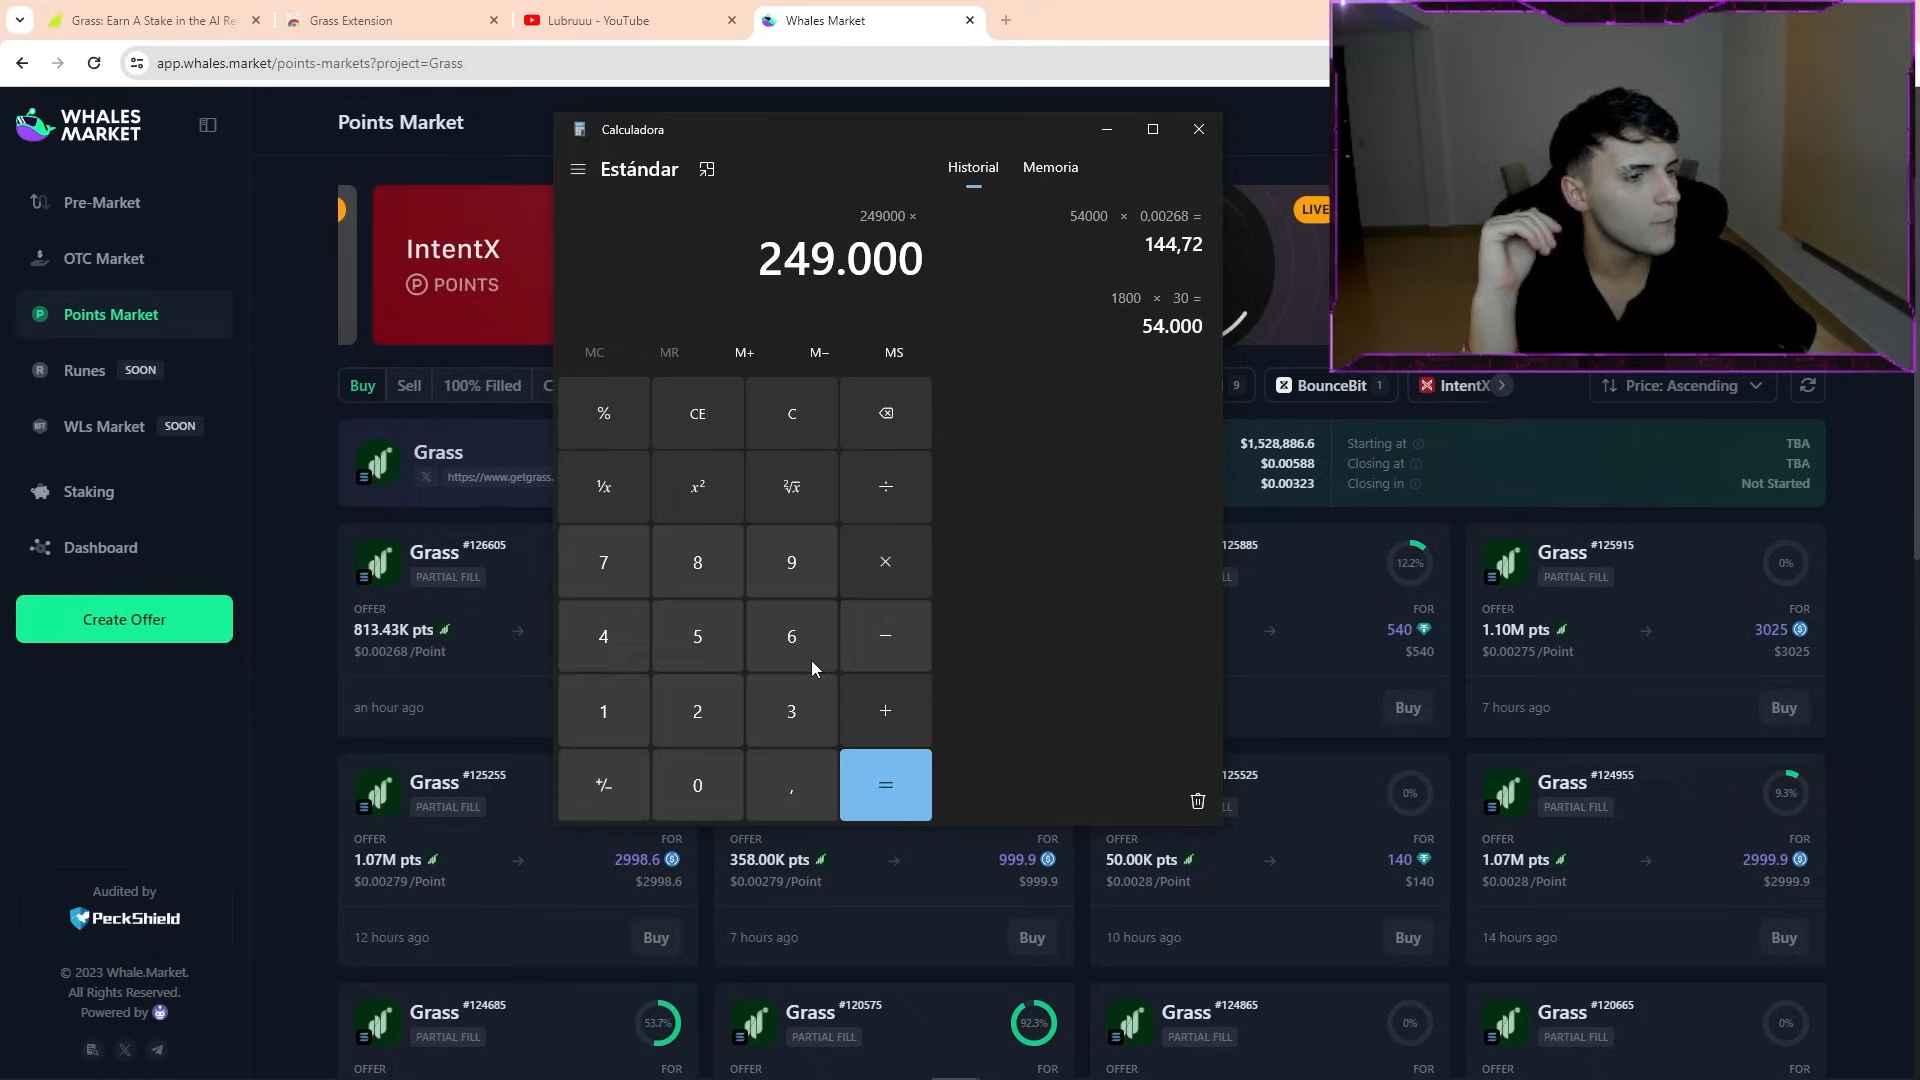 Grass: Earn A Stake in the AI Re
Grass Extension
Lubruuu - YouTube
Whales Market
app.whales.market/points-markets?project=Grass
WHALES
MARKET
Points Market
Calculadora
Estándar
Historial
Memoria
249000 ×
249.000
54000 × 0,00268 =
144,72
1800 × 30 =
54.000
MC
MR
M+
M−
MS
%
CE
C
¹/x
x²
²√x
÷
7
8
9
×
4
5
6
−
1
2
3
+
+/−
0
,
=
Pre-Market
OTC Market
Points Market
Runes SOON
WLs Market SOON
Staking
Dashboard
Create Offer
Audited by
PeckShield
© 2023 Whale.Market.
All Rights Reserved.
Powered by
IntentX
POINTS
LIVE
Buy
Sell
100% Filled
9
BounceBit 1
IntentX
Price: Ascending
Grass
https://www.getgrass.
$1,528,886.6
$0.00588
$0.00323
Starting at
TBA
Closing at
TBA
Closing in
Not Started
Grass #126605
PARTIAL FILL
OFFER
813.43K pts
$0.00268 /Point
an hour ago
125885
12.2%
FOR
540
$540
Buy
Grass #125915
PARTIAL FILL
0%
OFFER
FOR
1.10M pts
3025
$0.00275 /Point
$3025
7 hours ago
Buy
Grass #125255
PARTIAL FILL
OFFER
FOR
1.07M pts
2998.6
$0.00279 /Point
$2998.6
12 hours ago
Buy
OFFER
FOR
358.00K pts
999.9
$0.00279 /Point
$999.9
7 hours ago
Buy
125525
0%
OFFER
FOR
50.00K pts
140
$0.0028 /Point
$140
10 hours ago
Buy
Grass #124955
PARTIAL FILL
9.3%
OFFER
FOR
1.07M pts
2999.9
$0.0028 /Point
$2999.9
14 hours ago
Buy
Grass #124685
PARTIAL FILL
53.7%
OFFER
FOR
Grass #120575
PARTIAL FILL
92.3%
OFFER
FOR
Grass #124865
PARTIAL FILL
0%
OFFER
FOR
Grass #120665
PARTIAL FILL
0%
OFFER
FOR